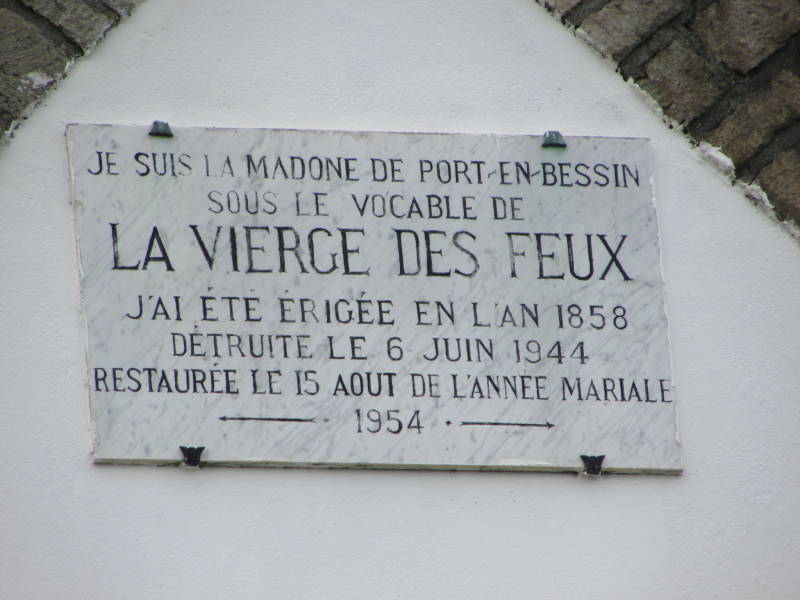 JE SUIS LA MADONE DE PORT-EN-BESSIN
SOUS LE VOCABLE DE
LA VIERGE DES FEUX
J'AI ÉTÉ ÉRIGÉE EN L'AN 1858
DÉTRUITE LE 6 JUIN 1944
RESTAURÉE LE 15 AOUT DE L'ANNÉE MARIALE
1954